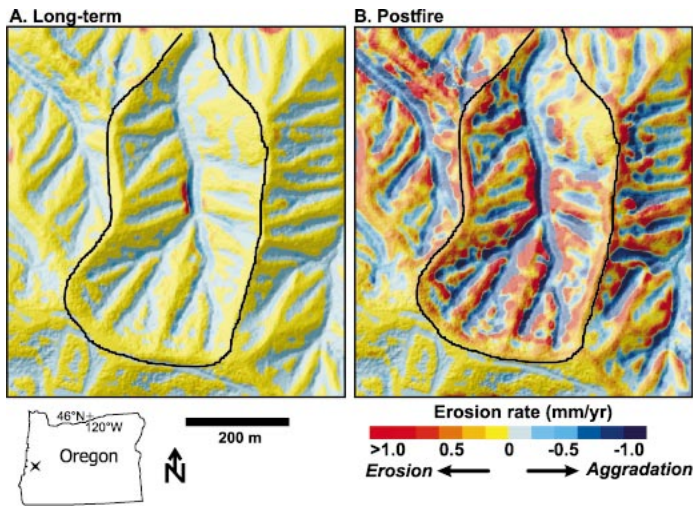 A. Long-term
B. Postfire
46°N
120°W
Oregon
200 m
N
Erosion rate (mm/yr)
>1.0 0.5 0 -0.5 -1.0
Erosion Aggradation